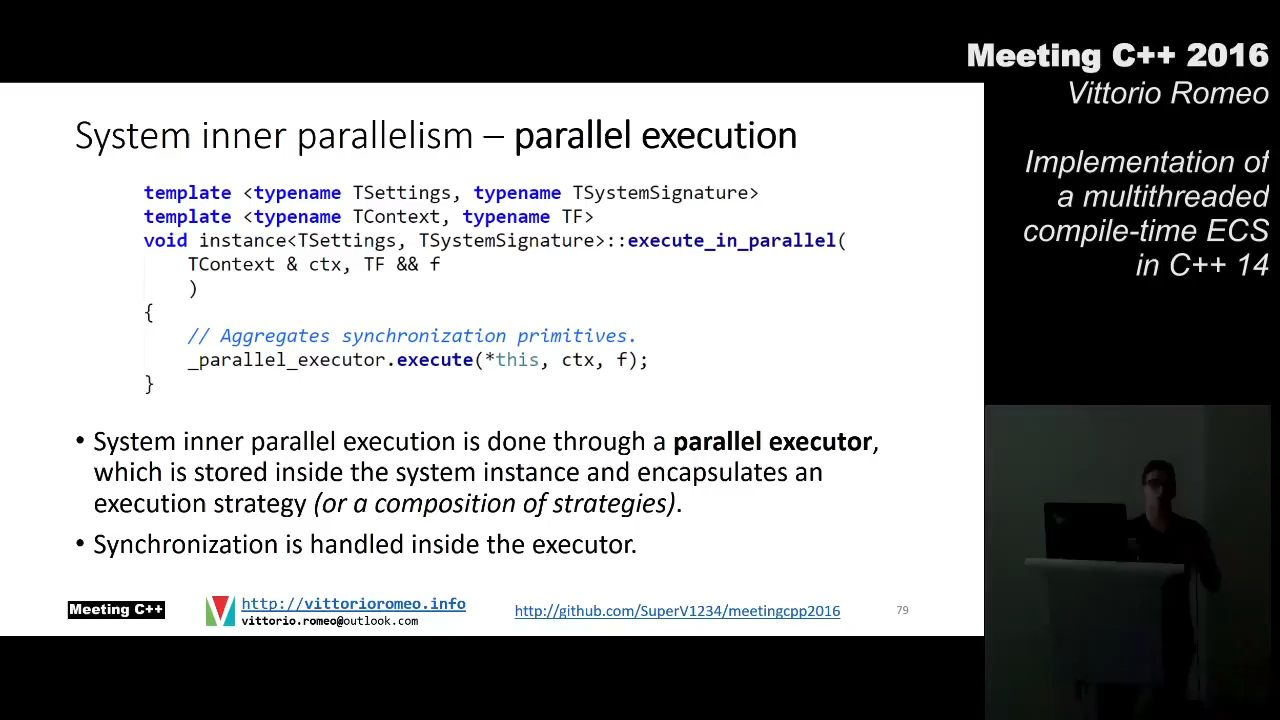 Meeting C++ 2016
Vittorio Romeo
Implementation of
a multithreaded
compile-time ECS
in C++ 14
System inner parallelism – parallel execution
template <typename TSettings, typename TSystemSignature>
template <typename TContext, typename TF>
void instance<TSettings, TSystemSignature>::execute_in_parallel(
TContext & ctx, TF && f
)
{
// Aggregates synchronization primitives.
_parallel_executor.execute(*this, ctx, f);
}
• System inner parallel execution is done through a parallel executor,
which is stored inside the system instance and encapsulates an
execution strategy (or a composition of strategies).
• Synchronization is handled inside the executor.
Meeting C++
http://vittorioromeo.info
vittorio.romeo@outlook.com
http://github.com/SuperV1234/meetingcpp2016
79